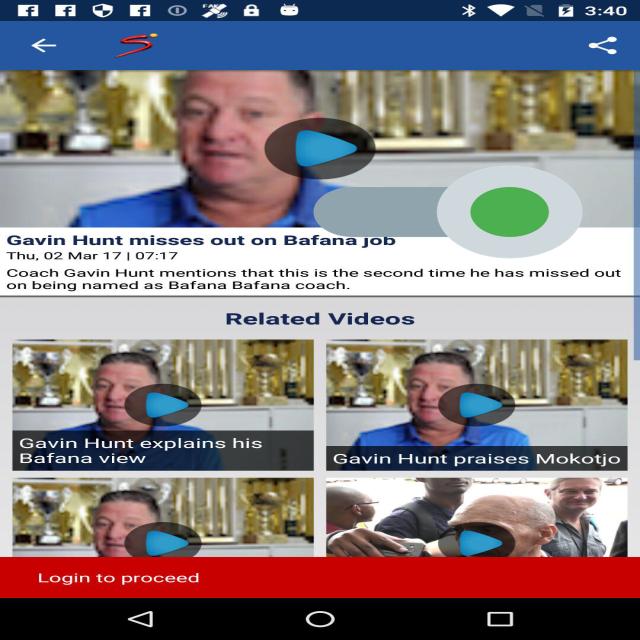 3:40
Gavin Hunt misses out on Bafana job
Thu, 02 Mar 17 | 07:17
Coach Gavin Hunt mentions that this is the second time he has missed out
on being named as Bafana Bafana coach.
Related Videos
Gavin Hunt explains his
Bafana view
Gavin Hunt praises Mokotjo
Login to proceed